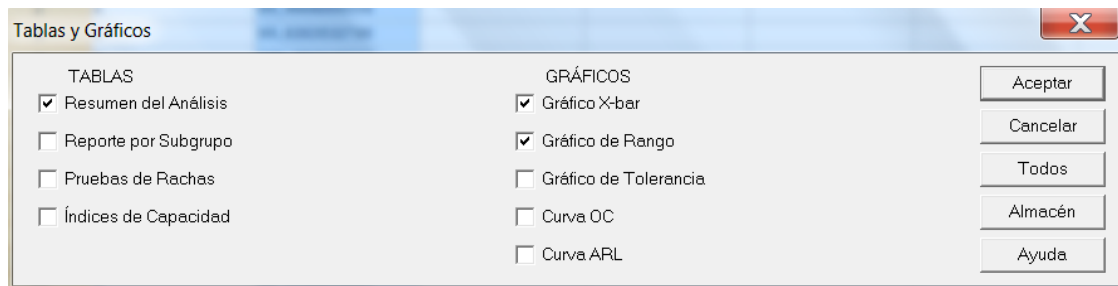 Tablas y Gráficos
TABLAS
Resumen del Análisis
Reporte por Subgrupo
Pruebas de Rachas
Índices de Capacidad
GRÁFICOS
Gráfico X-bar
Gráfico de Rango
Gráfico de Tolerancia
Curva OC
Curva ARL
Aceptar
Cancelar
Todos
Almacén
Ayuda